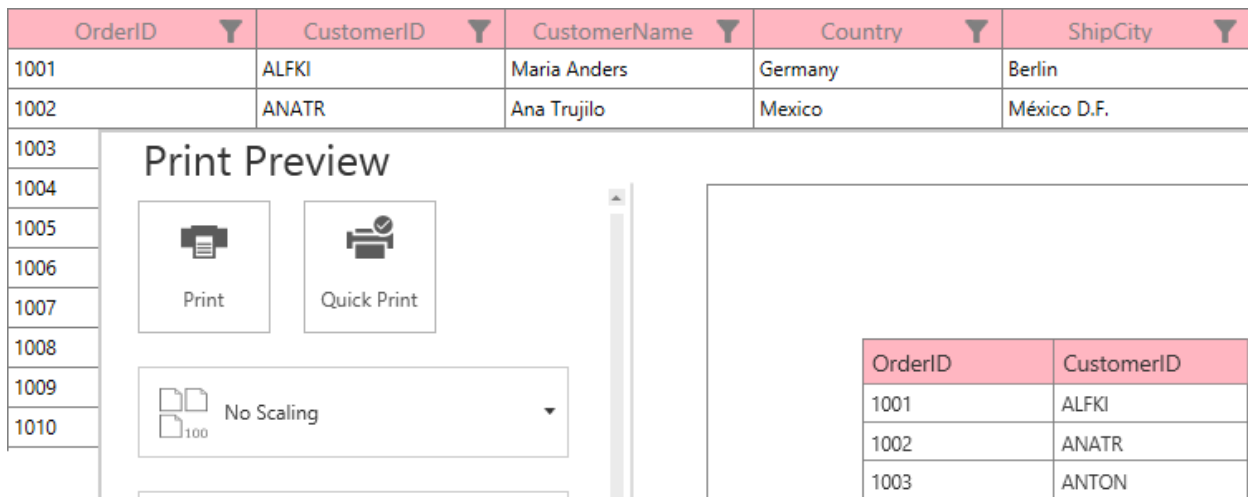 OrderID CustomerID CustomerName Country ShipCity
1001 ALFKI Maria Anders Germany Berlin
1002 ANATR Ana Trujilo Mexico México D.F.
1003
1004
1005
1006
1007
1008
1009
1010
Print Preview
Print Quick Print
100 No Scaling
OrderID CustomerID
1001 ALFKI
1002 ANATR
1003 ANTON